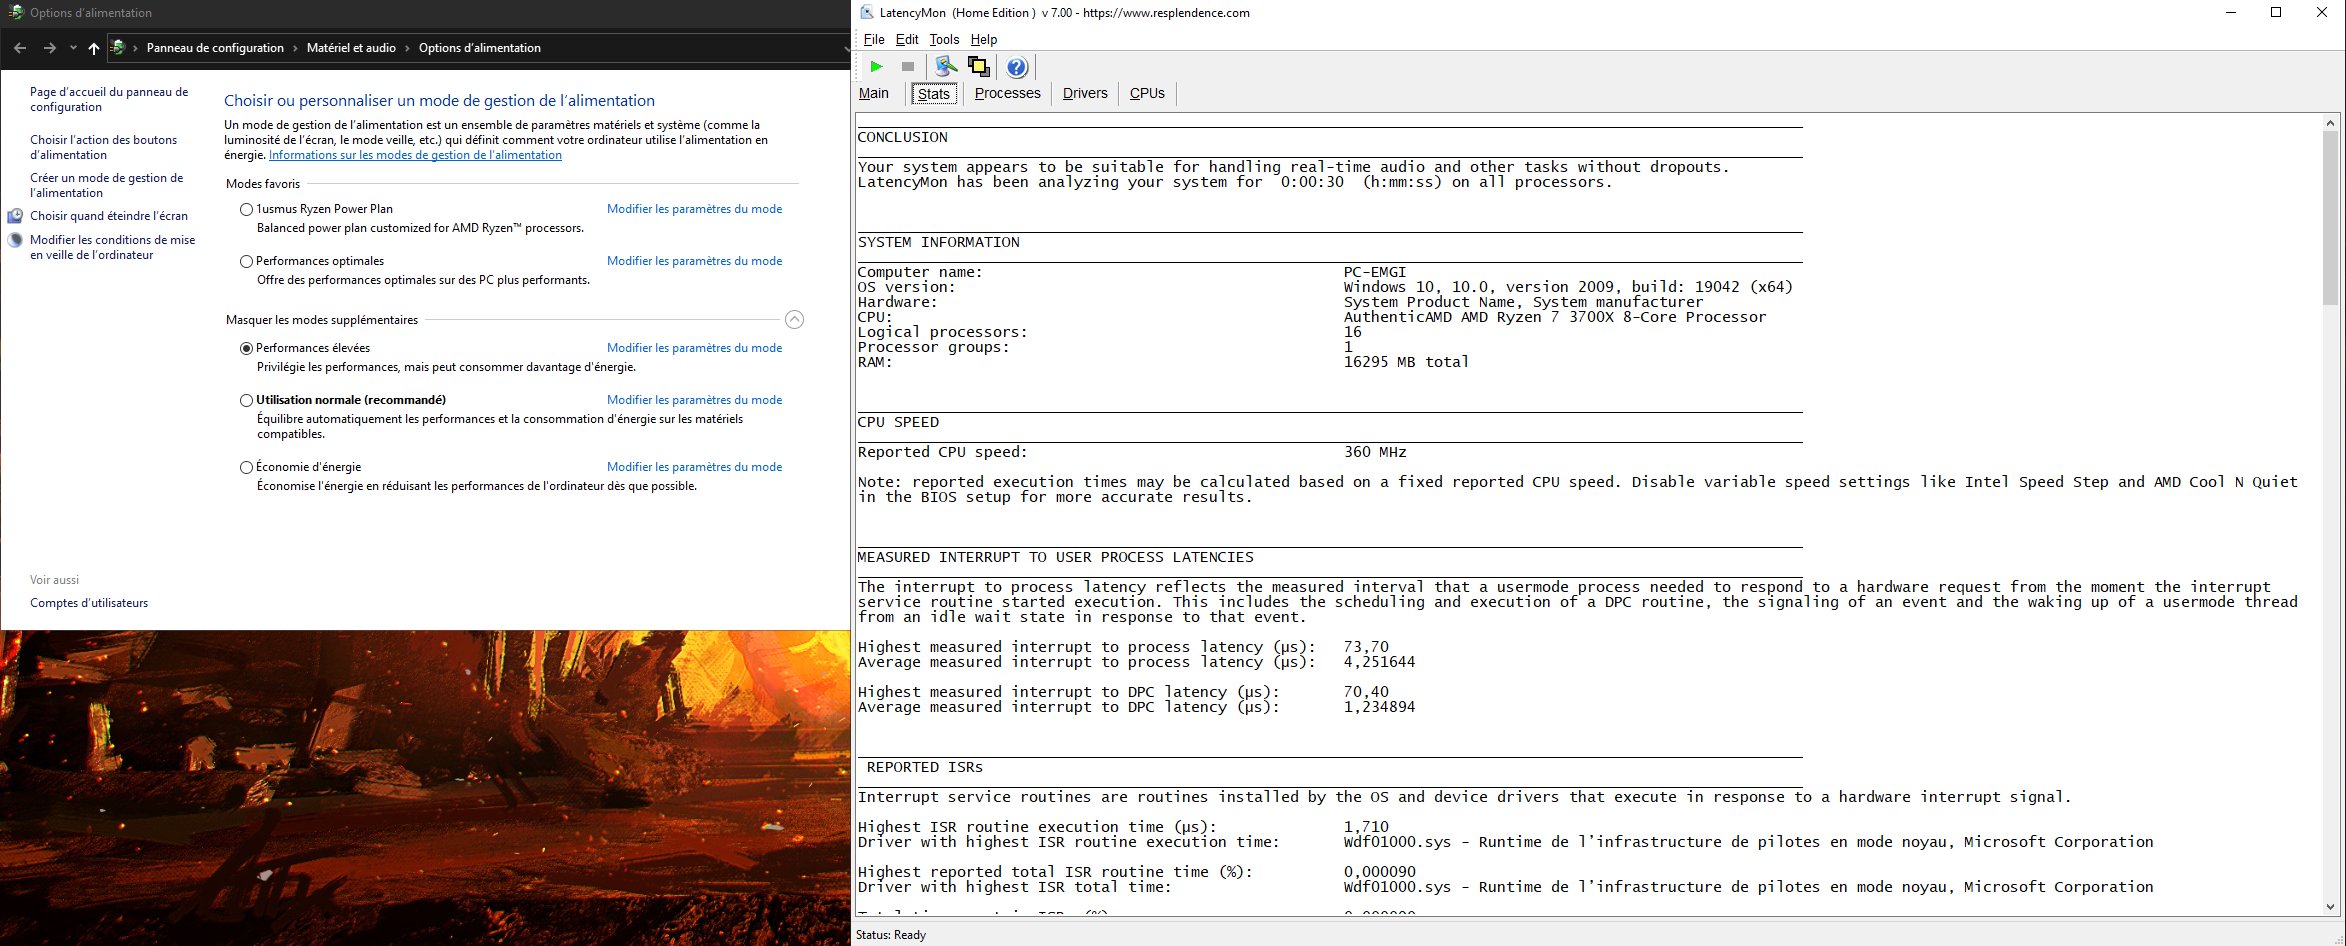 Options d'alimentation
Panneau de configuration › Matériel et audio › Options d'alimentation
Page d'accueil du panneau de
configuration
Choisir l'action des boutons
d'alimentation
Créer un mode de gestion de
l'alimentation
Choisir quand éteindre l'écran
Modifier les conditions de mise
en veille de l'ordinateur
Voir aussi
Comptes d'utilisateurs
Choisir ou personnaliser un mode de gestion de l'alimentation
Un mode de gestion de l'alimentation est un ensemble de paramètres matériels et système (comme la
luminosité de l'écran, le mode veille, etc.) qui définit comment votre ordinateur utilise l'alimentation en
énergie. Informations sur les modes de gestion de l'alimentation
Modes favoris
1usmus Ryzen Power Plan Modifier les paramètres du mode
Balanced power plan customized for AMD Ryzen™ processors.
Performances optimales Modifier les paramètres du mode
Offre des performances optimales sur des PC plus performants.
Masquer les modes supplémentaires
Performances élevées Modifier les paramètres du mode
Privilégie les performances, mais peut consommer davantage d'énergie.
Utilisation normale (recommandé) Modifier les paramètres du mode
Équilibre automatiquement les performances et la consommation d'énergie sur les matériels
compatibles.
Économie d'énergie Modifier les paramètres du mode
Économise l'énergie en réduisant les performances de l'ordinateur dès que possible.
LatencyMon (Home Edition ) v 7.00 - https://www.resplendence.com
File Edit Tools Help
Main Stats Processes Drivers CPUs
CONCLUSION
Your system appears to be suitable for handling real-time audio and other tasks without dropouts.
LatencyMon has been analyzing your system for 0:00:30 (h:mm:ss) on all processors.
SYSTEM INFORMATION
Computer name: PC-EMGI
OS version: Windows 10, 10.0, version 2009, build: 19042 (x64)
Hardware: System Product Name, System manufacturer
CPU: AuthenticAMD AMD Ryzen 7 3700X 8-Core Processor
Logical processors: 16
Processor groups: 1
RAM: 16295 MB total
CPU SPEED
Reported CPU speed: 360 MHz
Note: reported execution times may be calculated based on a fixed reported CPU speed. Disable variable speed settings like Intel Speed Step and AMD Cool N Quiet
in the BIOS setup for more accurate results.
MEASURED INTERRUPT TO USER PROCESS LATENCIES
The interrupt to process latency reflects the measured interval that a usermode process needed to respond to a hardware request from the moment the interrupt
service routine started execution. This includes the scheduling and execution of a DPC routine, the signaling of an event and the waking up of a usermode thread
from an idle wait state in response to that event.
Highest measured interrupt to process latency (µs): 73,70
Average measured interrupt to process latency (µs): 4,251644
Highest measured interrupt to DPC latency (µs): 70,40
Average measured interrupt to DPC latency (µs): 1,234894
REPORTED ISRs
Interrupt service routines are routines installed by the OS and device drivers that execute in response to a hardware interrupt signal.
Highest ISR routine execution time (µs): 1,710
Driver with highest ISR routine execution time: Wdf01000.sys - Runtime de l'infrastructure de pilotes en mode noyau, Microsoft Corporation
Highest reported total ISR routine time (%): 0,000090
Driver with highest ISR total time: Wdf01000.sys - Runtime de l'infrastructure de pilotes en mode noyau, Microsoft Corporation
Status: Ready